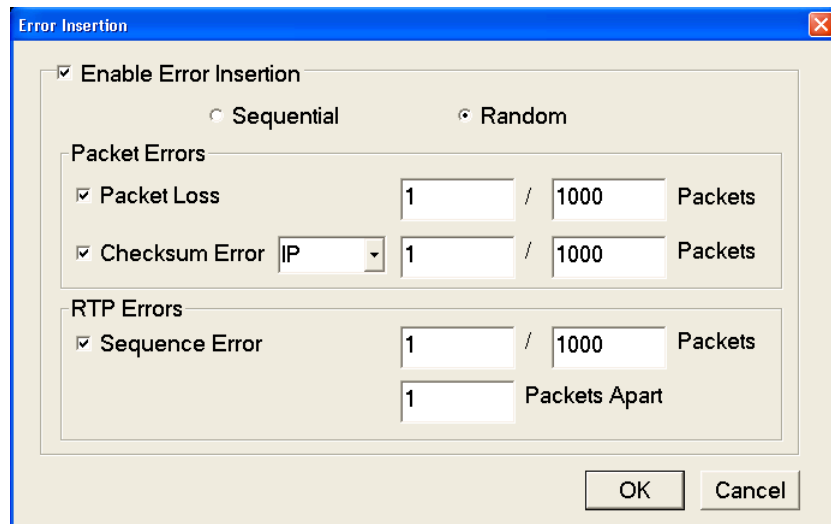 Error Insertion
Enable Error Insertion
Sequential Random
Packet Errors
Packet Loss 1 / 1000 Packets
Checksum Error IP 1 / 1000 Packets
RTP Errors
Sequence Error 1 / 1000 Packets
1 Packets Apart
OK Cancel